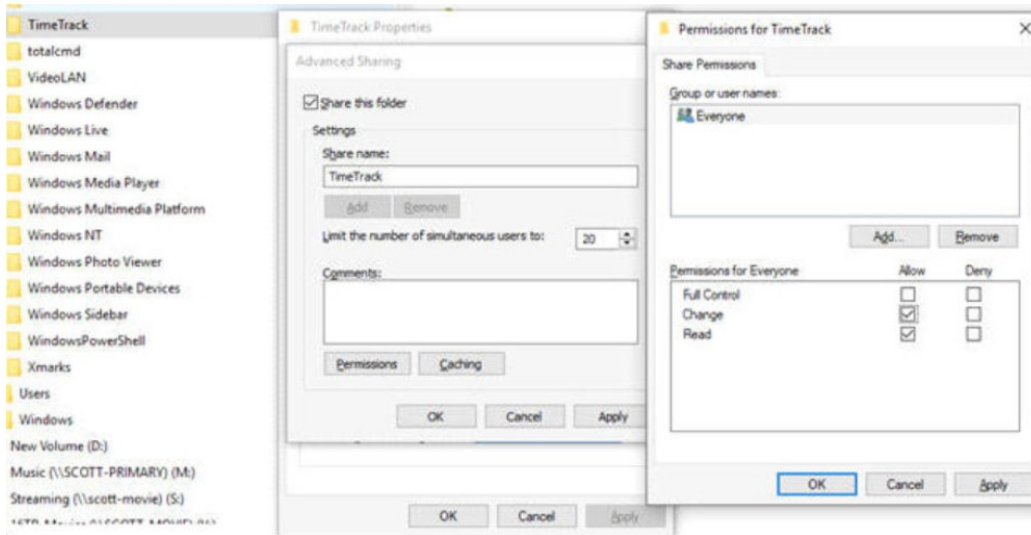 TimeTrack
totalcmd
VideoLAN
Windows Defender
Windows Live
Windows Mail
Windows Media Player
Windows Multimedia Platform
Windows NT
Windows Photo Viewer
Windows Portable Devices
Windows Sidebar
WindowsPowerShell
Xmarks
Users
Windows
New Volume (D:)
Music (\\SCOTT-PRIMARY) (M:)
Streaming (\\scott-movie) (S:)
TimeTrack Properties
Advanced Sharing
Share this folder
Settings
Share name:
TimeTrack
Add Remove
Limit the number of simultaneous users to: 20
Comments:
Permissions Caching
OK Cancel Apply
OK Cancel Apply
Permissions for TimeTrack
Share Permissions
Group or user names:
Everyone
Add... Remove
Permissions for Everyone Allow Deny
Full Control
Change
Read
OK Cancel Apply